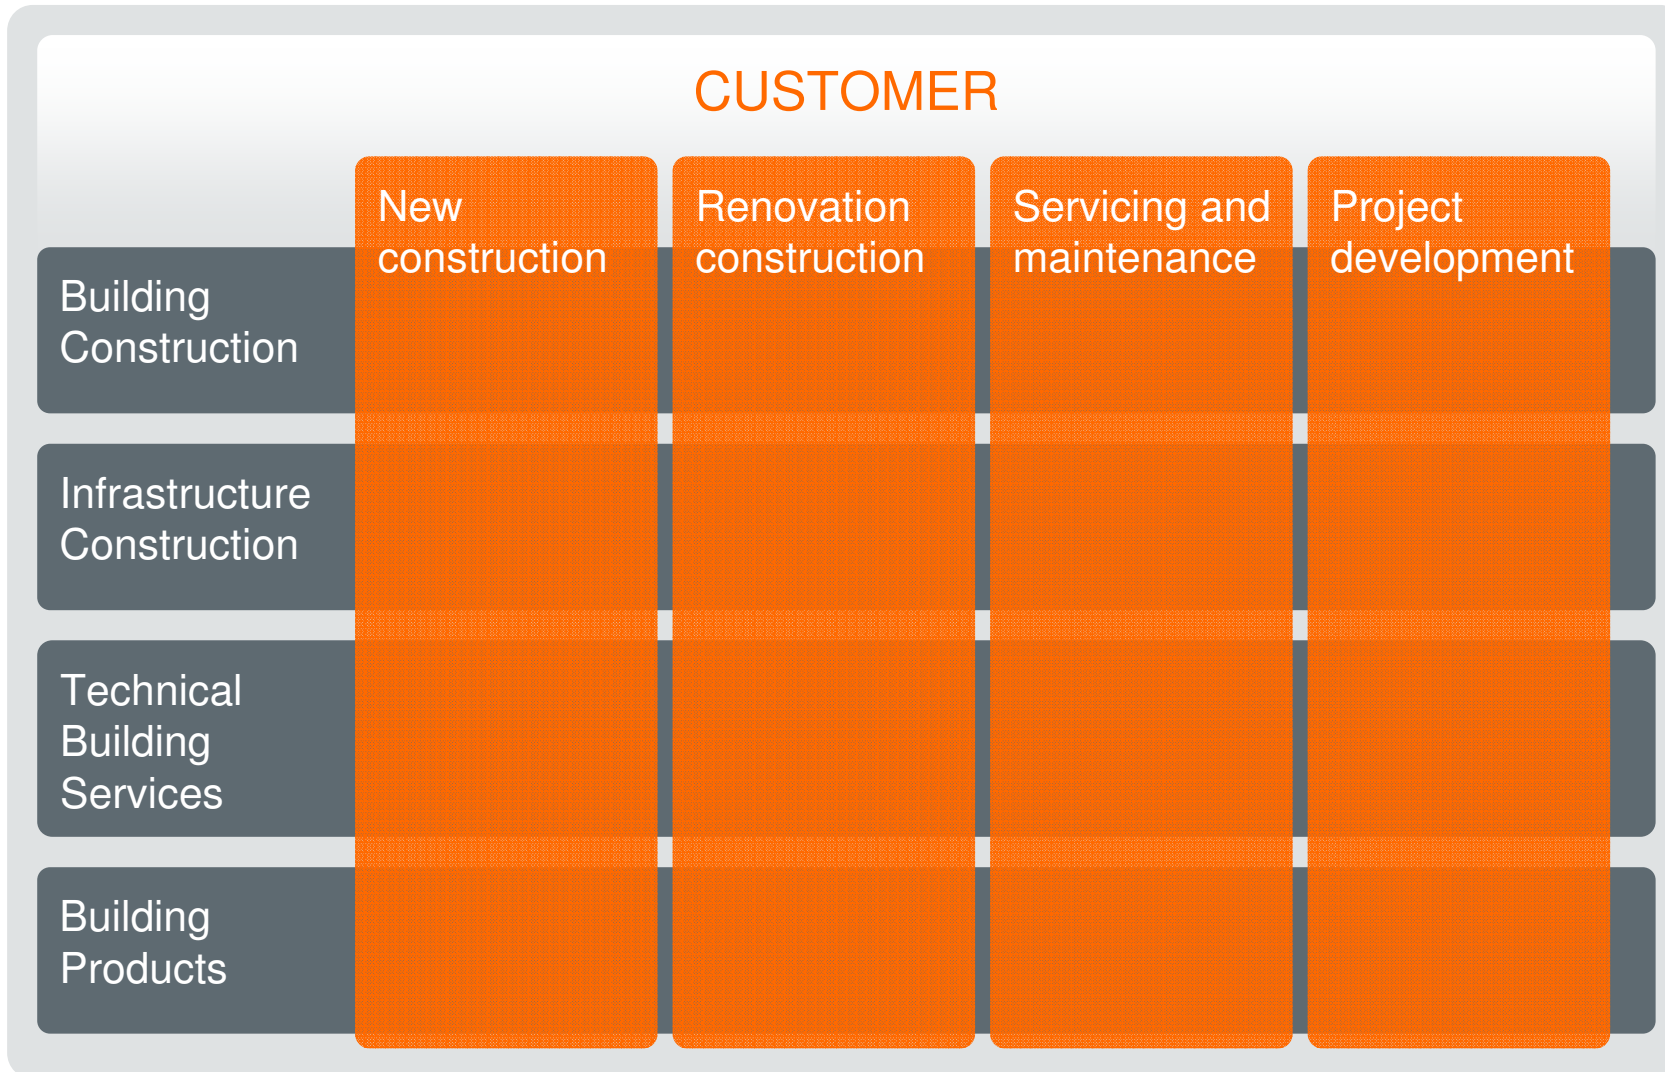 CUSTOMER
New
construction
Renovation
construction
Servicing and
maintenance
Project
development
Building
Construction
Infrastructure
Construction
Technical
Building
Services
Building
Products